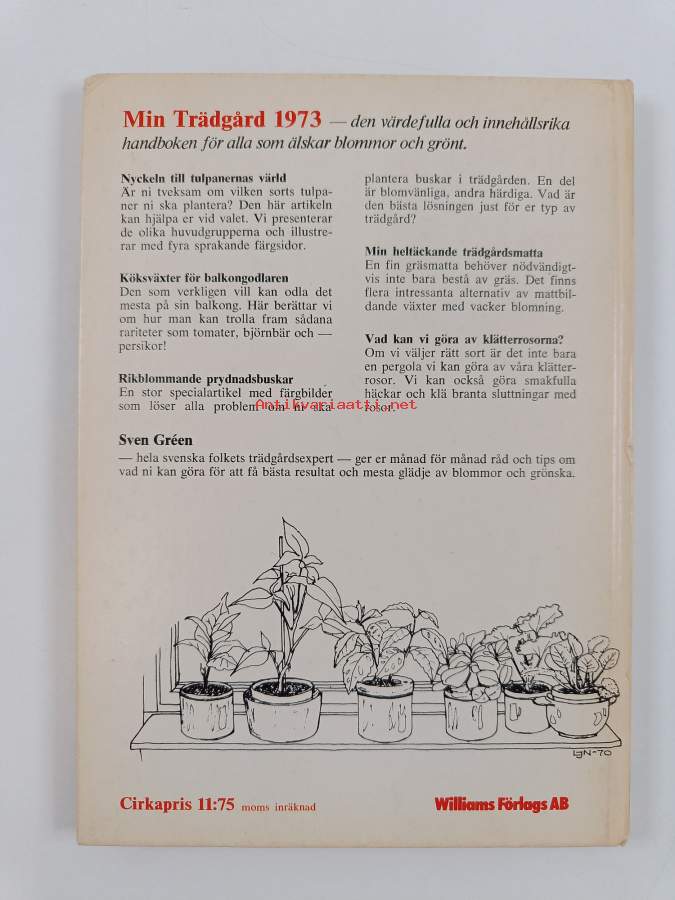 Min Trädgård 1973 — den värdefulla och innehållsrika
handboken för alla som älskar blommor och grönt.
Nyckeln till tulpanernas värld
Är ni tveksam om vilken sorts tulpa-
ner ni ska plantera? Den här artikeln
kan hjälpa er vid valet. Vi presenterar
de olika huvudgrupperna och illustre-
rar med fyra sprakande färgsidor.
Köksväxter för balkongodlaren
Den som verkligen vill kan odla det
mesta på sin balkong. Här berättar vi
om hur man kan trolla fram sådana
rariteter som tomater, björnbär och —
persikor!
Rikblommande prydnadsbuskar
En stor specialartikel med färgbilder
som löser alla problem om ni ska
plantera buskar i trädgården. En del
är blomvänliga, andra härdiga. Vad är
den bästa lösningen just för er typ av
trädgård?
Min heltäckande trädgårdsmatta
En fin gräsmatta behöver nödvändigt-
vis inte bara bestå av gräs. Det finns
flera intressanta alternativ av mattbil-
dande växter med vacker blomning.
Vad kan vi göra av klätterrosorna?
Om vi väljer rätt sort är det inte bara
en pergola vi kan göra av våra klätter-
rosor. Vi kan också göra smakfulla
häckar och klä branta sluttningar med
rosor.
Antikvariaatti.net
Sven Gréen
— hela svenska folkets trädgårdsexpert — ger er månad för månad råd och tips om
vad ni kan göra för att få bästa resultat och mesta glädje av blommor och grönska.
LJN-70
Cirkapris 11:75 moms inräknad
Williams Förlags AB